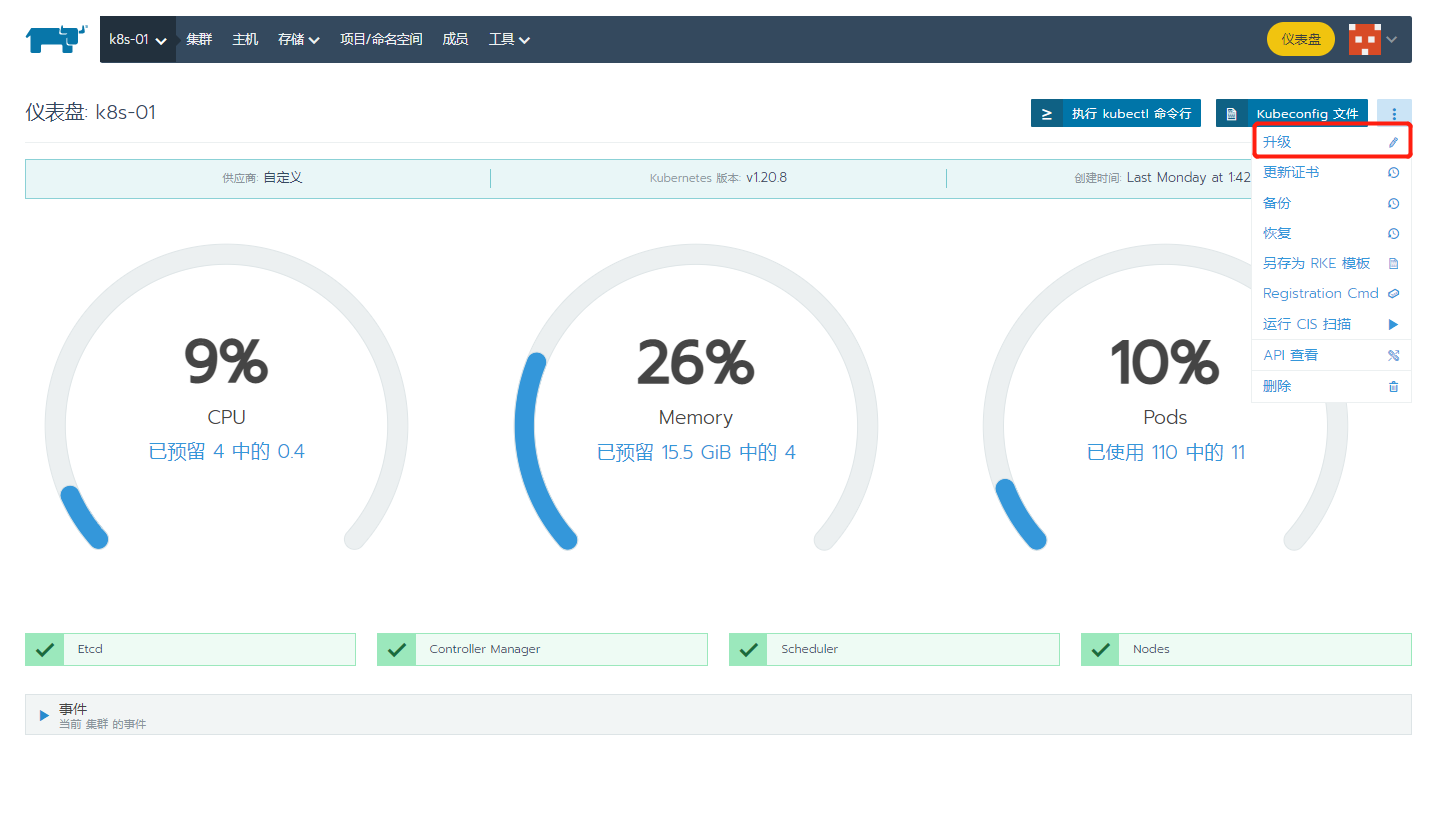 k8s-01 集群 主机 存储 项目/命名空间 成员 工具 仪表盘
仪表盘: k8s-01 执行 kubectl 命令行 Kubeconfig 文件
升级
更新证书
备份
恢复
另存为 RKE 模板
Registration Cmd
运行 CIS 扫描
API 查看
删除
供应商: 自定义 Kubernetes 版本: v1.20.8 创建时间: Last Monday at 1:42
9%
CPU
已预留 4 中的 0.4
26%
Memory
已预留 15.5 GiB 中的 4
10%
Pods
已使用 110 中的 11
Etcd Controller Manager Scheduler Nodes
事件
当前 集群 的事件